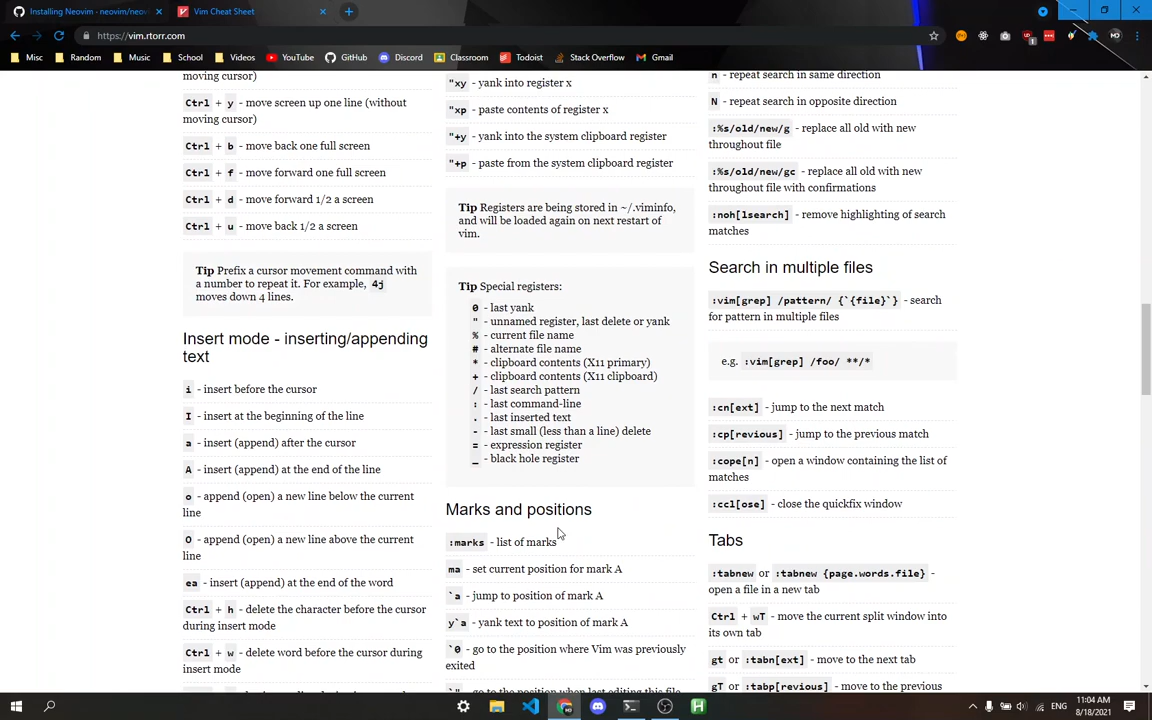 Installing Neovim - neovim/neov
Vim Cheat Sheet
https://vim.rtorr.com
Misc
Random
Music
School
Videos
YouTube
GitHub
Discord
Classroom
Todoist
Stack Overflow
Gmail
moving cursor)
Ctrl + y - move screen up one line (without
moving cursor)
Ctrl + b - move back one full screen
Ctrl + f - move forward one full screen
Ctrl + d - move forward 1/2 a screen
Ctrl + u - move back 1/2 a screen
Tip Prefix a cursor movement command with
a number to repeat it. For example, 4j
moves down 4 lines.
Insert mode - inserting/appending
text
i - insert before the cursor
I - insert at the beginning of the line
a - insert (append) after the cursor
A - insert (append) at the end of the line
o - append (open) a new line below the current
line
O - append (open) a new line above the current
line
ea - insert (append) at the end of the word
Ctrl + h - delete the character before the cursor
during insert mode
Ctrl + w - delete word before the cursor during
insert mode
"xy - yank into register x
"xp - paste contents of register x
"+y - yank into the system clipboard register
"+p - paste from the system clipboard register
Tip Registers are being stored in ~/.viminfo,
and will be loaded again on next restart of
vim.
Tip Special registers:
0 - last yank
" - unnamed register, last delete or yank
% - current file name
# - alternate file name
* - clipboard contents (X11 primary)
+ - clipboard contents (X11 clipboard)
/ - last search pattern
: - last command-line
. - last inserted text
- - last small (less than a line) delete
= - expression register
_ - black hole register
Marks and positions
:marks - list of marks
ma - set current position for mark A
`a - jump to position of mark A
y`a - yank text to position of mark A
`0 - go to the position where Vim was previously
exited
`" - go to the position when last editing this file
n - repeat search in same direction
N - repeat search in opposite direction
:%s/old/new/g - replace all old with new
throughout file
:%s/old/new/gc - replace all old with new
throughout file with confirmations
:noh[lsearch] - remove highlighting of search
matches
Search in multiple files
:vim[grep] /pattern/ {`{file}`} - search
for pattern in multiple files
e.g. :vim[grep] /foo/ **/*
:cn[ext] - jump to the next match
:cp[revious] - jump to the previous match
:cope[n] - open a window containing the list of
matches
:ccl[ose] - close the quickfix window
Tabs
:tabnew or :tabnew {page.words.file} -
open a file in a new tab
Ctrl + wT - move the current split window into
its own tab
gt or :tabn[ext] - move to the next tab
gT or :tabp[revious] - move to the previous
ENG
11:04 AM
8/18/2021